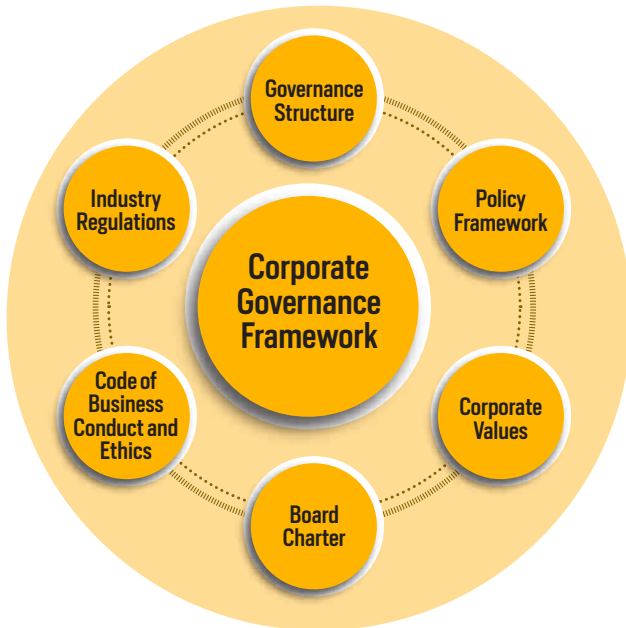 Governance
Structure
Industry
Regulations
Policy
Framework
Corporate
Governance
Framework
Code of
Business
Conduct and
Ethics
Corporate
Values
Board
Charter